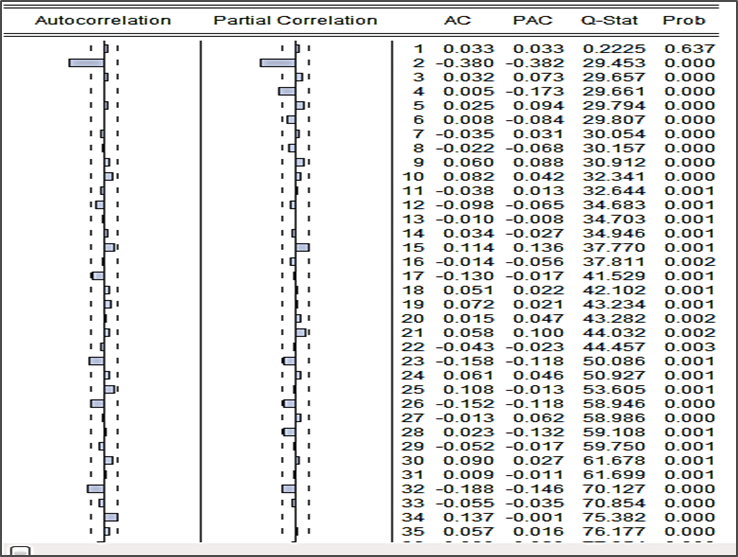 Autocorrelation Partial Correlation AC PAC Q-Stat Prob
1 0.033 0.033 0.2225 0.637
2 -0.380 -0.382 29.453 0.000
3 0.032 0.073 29.657 0.000
4 0.005 -0.173 29.661 0.000
5 0.025 0.094 29.794 0.000
6 0.008 -0.084 29.807 0.000
7 -0.035 0.031 30.054 0.000
8 -0.022 -0.068 30.157 0.000
9 0.060 0.088 30.912 0.000
10 0.082 0.042 32.341 0.000
11 -0.038 0.013 32.644 0.001
12 -0.098 -0.065 34.683 0.001
13 -0.010 -0.008 34.703 0.001
14 0.034 -0.027 34.946 0.001
15 0.114 0.136 37.770 0.001
16 -0.014 -0.056 37.811 0.002
17 -0.130 -0.017 41.529 0.001
18 0.051 0.022 42.102 0.001
19 0.072 0.021 43.234 0.001
20 0.015 0.047 43.282 0.002
21 0.058 0.100 44.032 0.002
22 -0.043 -0.023 44.457 0.003
23 -0.158 -0.118 50.086 0.001
24 0.061 0.046 50.927 0.001
25 0.108 -0.013 53.605 0.001
26 -0.152 -0.118 58.946 0.000
27 -0.013 0.062 58.986 0.000
28 0.023 -0.132 59.108 0.001
29 -0.052 -0.017 59.750 0.001
30 0.090 0.027 61.678 0.001
31 0.009 -0.011 61.699 0.001
32 -0.188 -0.146 70.127 0.000
33 -0.055 -0.035 70.854 0.000
34 0.137 -0.001 75.382 0.000
35 0.057 0.016 76.177 0.000